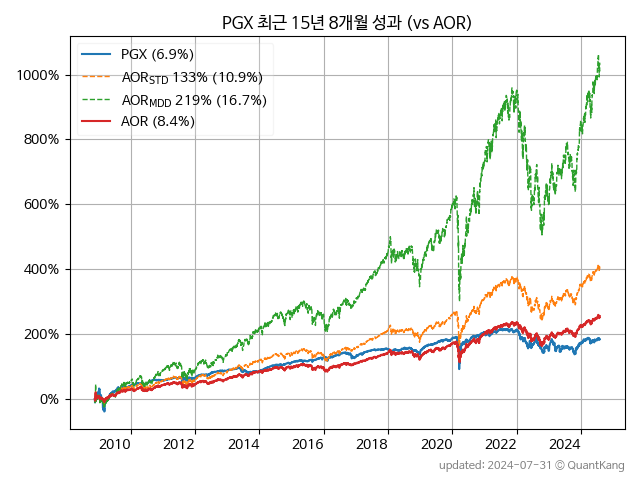 PGX 최근 15년 8개월 성과 (vs AOR)
PGX (6.9%)
AORSTD 133% (10.9%)
AORMDD 219% (16.7%)
AOR (8.4%)
1000%
800%
600%
400%
200%
0%
2010 2012 2014 2016 2018 2020 2022 2024
updated: 2024-07-31 © QuantKang